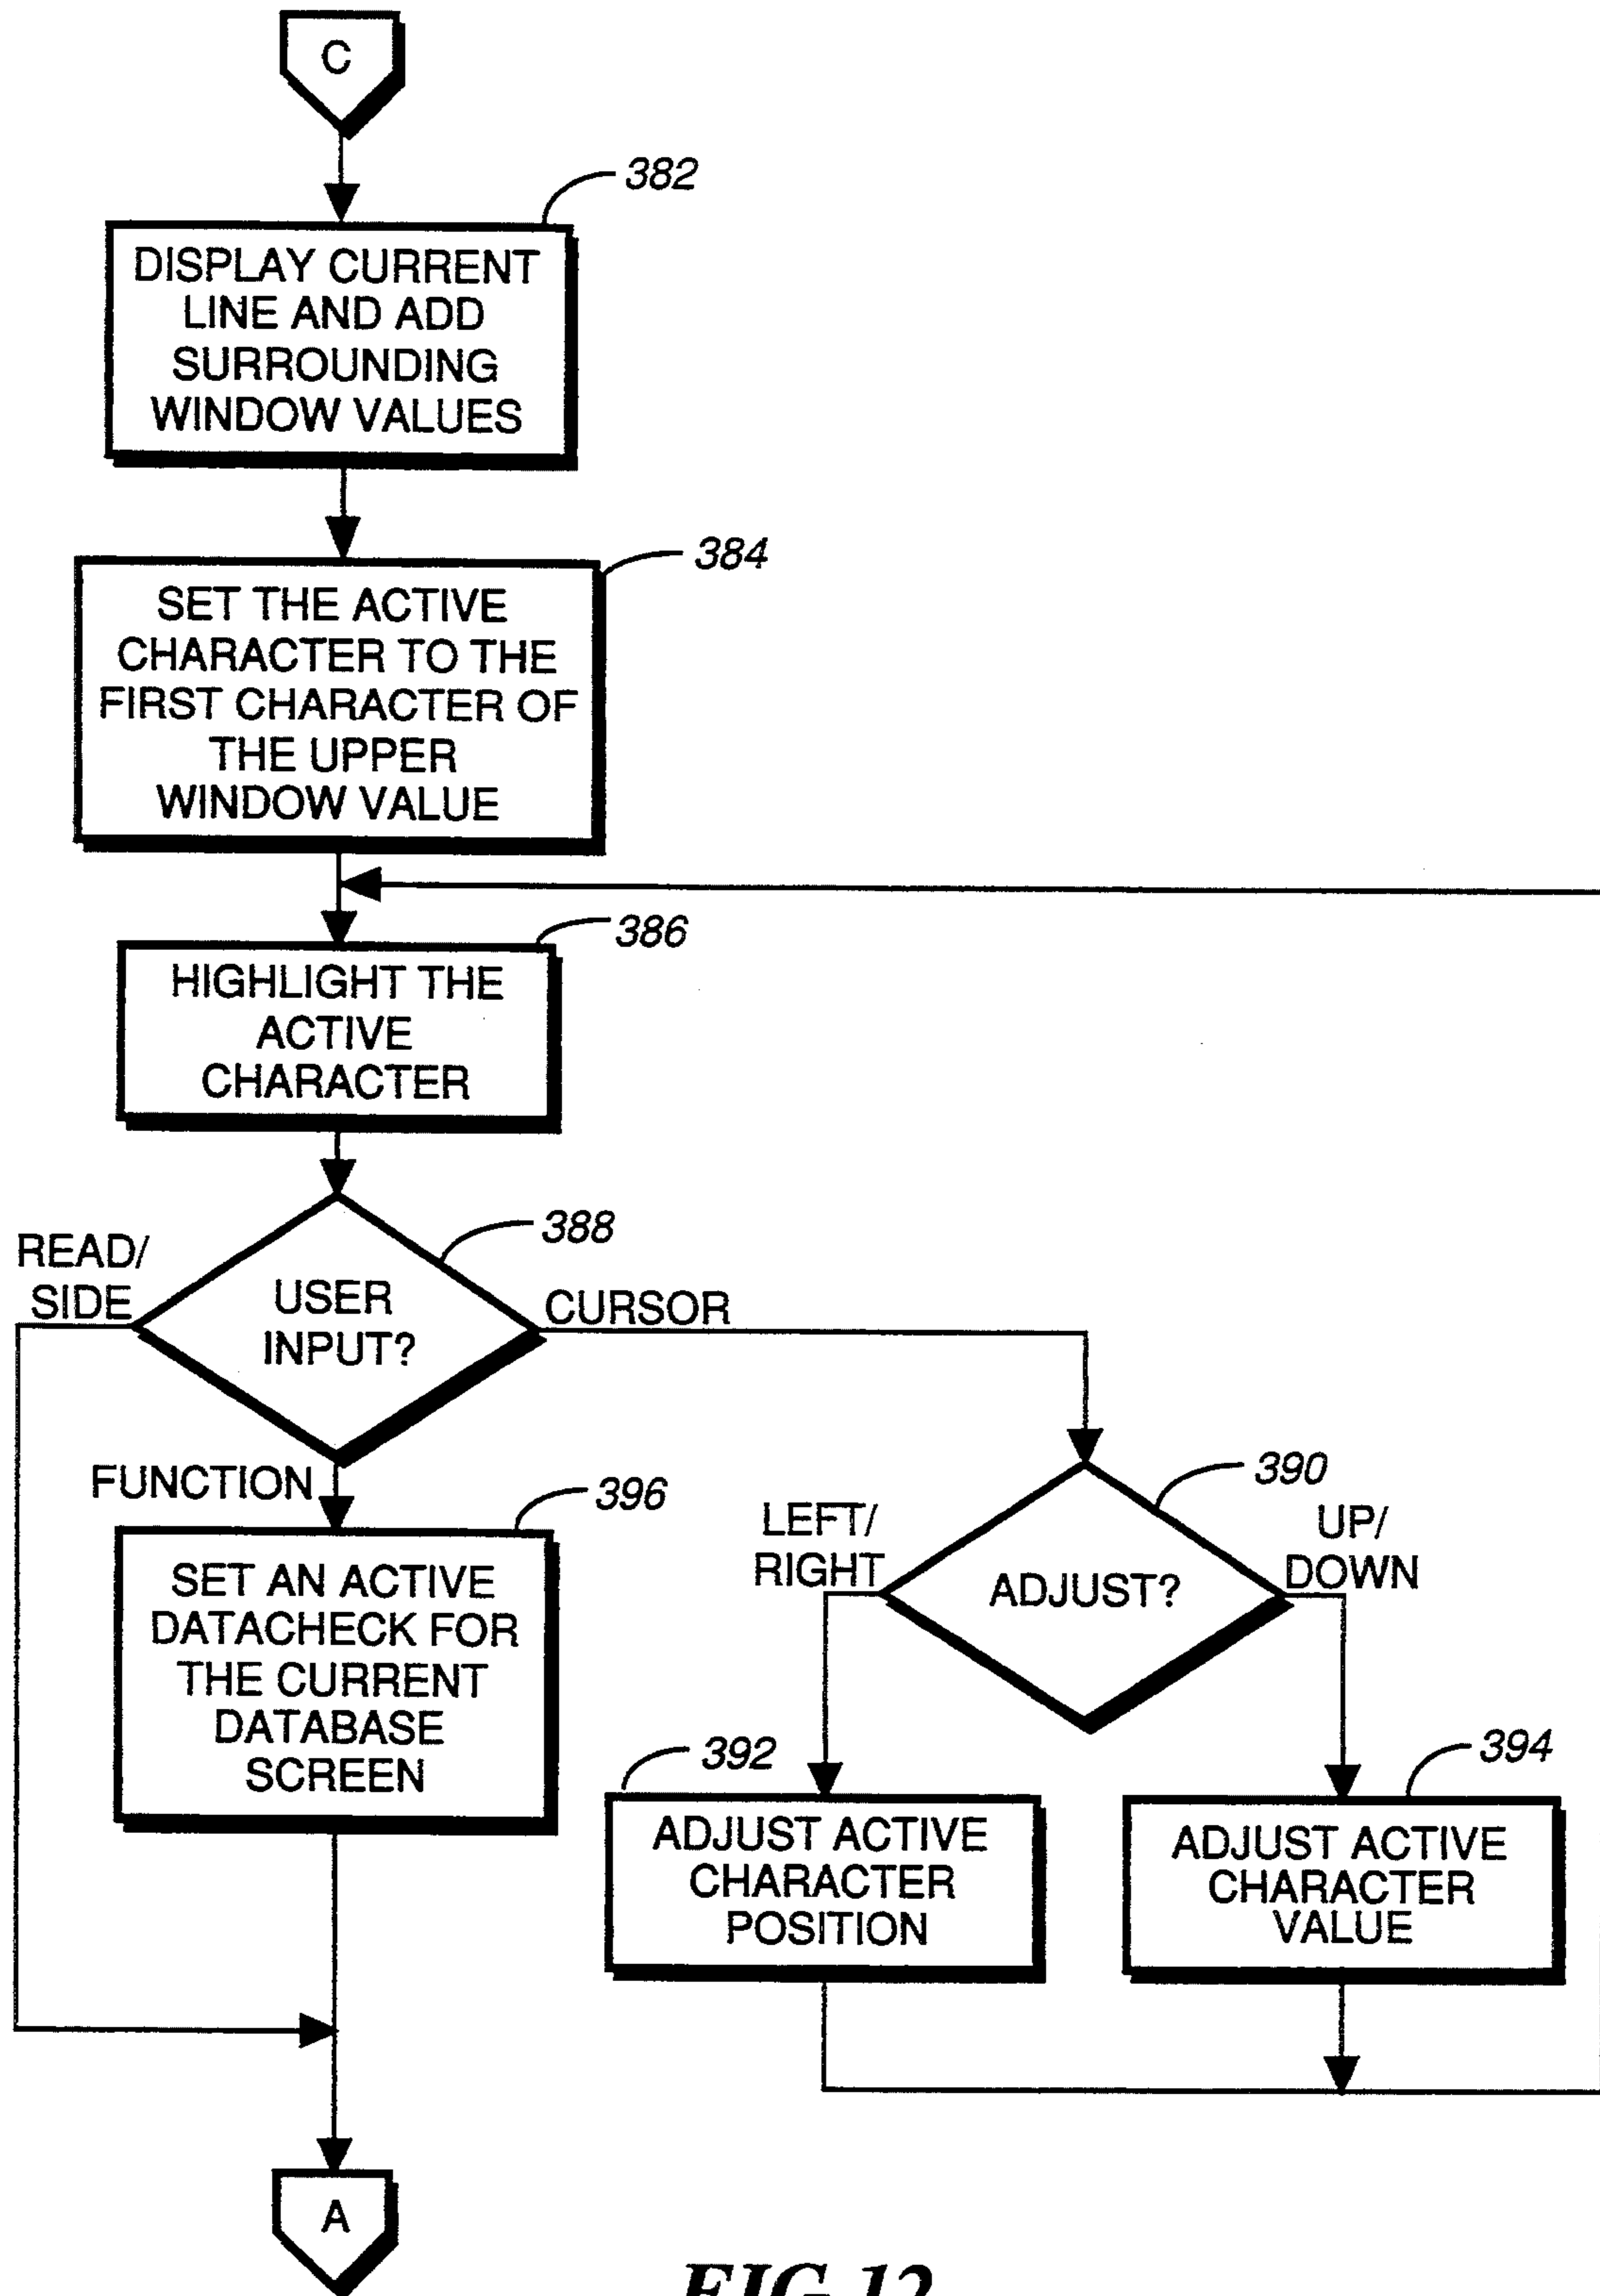 C
382
DISPLAY CURRENT
LINE AND ADD
SURROUNDING
WINDOW VALUES
384
SET THE ACTIVE
CHARACTER TO THE
FIRST CHARACTER OF
THE UPPER
WINDOW VALUE
386
HIGHLIGHT THE
ACTIVE
CHARACTER
388
READ/
SIDE
USER
INPUT?
CURSOR
FUNCTION
396
SET AN ACTIVE
DATACHECK FOR
THE CURRENT
DATABASE
SCREEN
390
LEFT/
RIGHT
ADJUST?
UP/
DOWN
392
ADJUST ACTIVE
CHARACTER
POSITION
394
ADJUST ACTIVE
CHARACTER
VALUE
A
FIG. 12